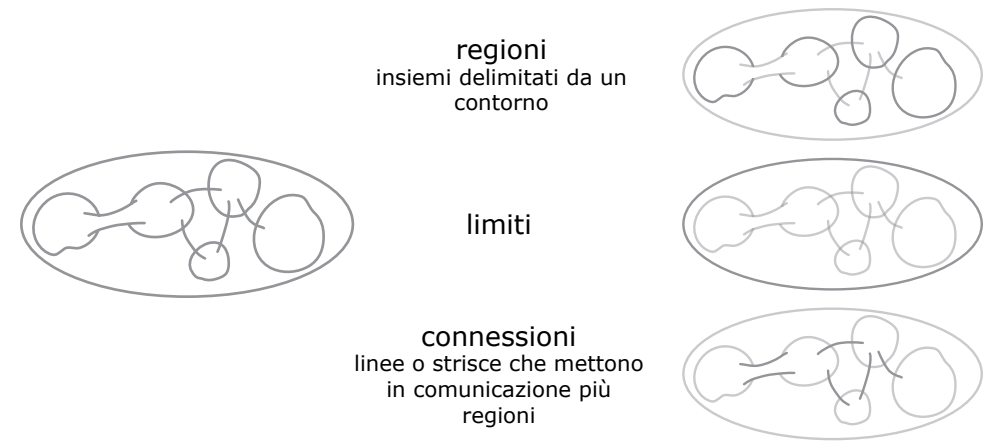 regioni
insiemi delimitati da un
contorno
limiti
connessioni
linee o strisce che mettono
in comunicazione più
regioni